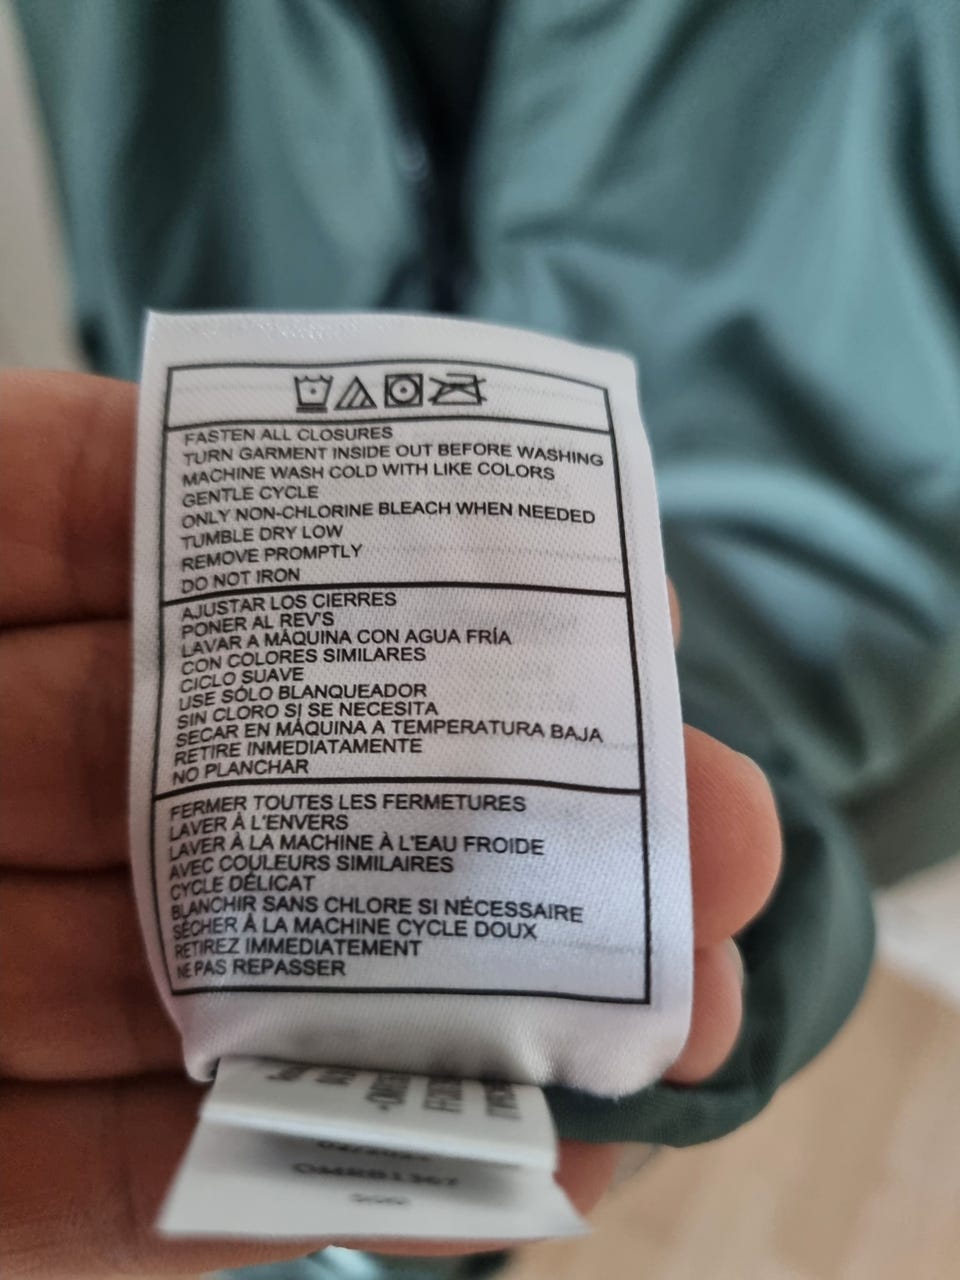 FASTEN ALL CLOSURES
TURN GARMENT INSIDE OUT BEFORE WASHING
MACHINE WASH COLD WITH LIKE COLORS
GENTLE CYCLE
ONLY NON-CHLORINE BLEACH WHEN NEEDED
TUMBLE DRY LOW
REMOVE PROMPTLY
DO NOT IRON
AJUSTAR LOS CIERRES
PONER AL REV'S
LAVAR A MÁQUINA CON AGUA FRÍA
CON COLORES SIMILARES
CICLO SUAVE
USE SÓLO BLANQUEADOR
SIN CLORO SI SE NECESITA
SECAR EN MÁQUINA A TEMPERATURA BAJA
RETIRE INMEDIATAMENTE
NO PLANCHAR
FERMER TOUTES LES FERMETURES
LAVER À L'ENVERS
LAVER À LA MACHINE À L'EAU FROIDE
AVEC COULEURS SIMILAIRES
CYCLE DÉLICAT
BLANCHIR SANS CHLORE SI NÉCESSAIRE
SÉCHER À LA MACHINE CYCLE DOUX
RETIREZ IMMEDIATEMENT
NE PAS REPASSER